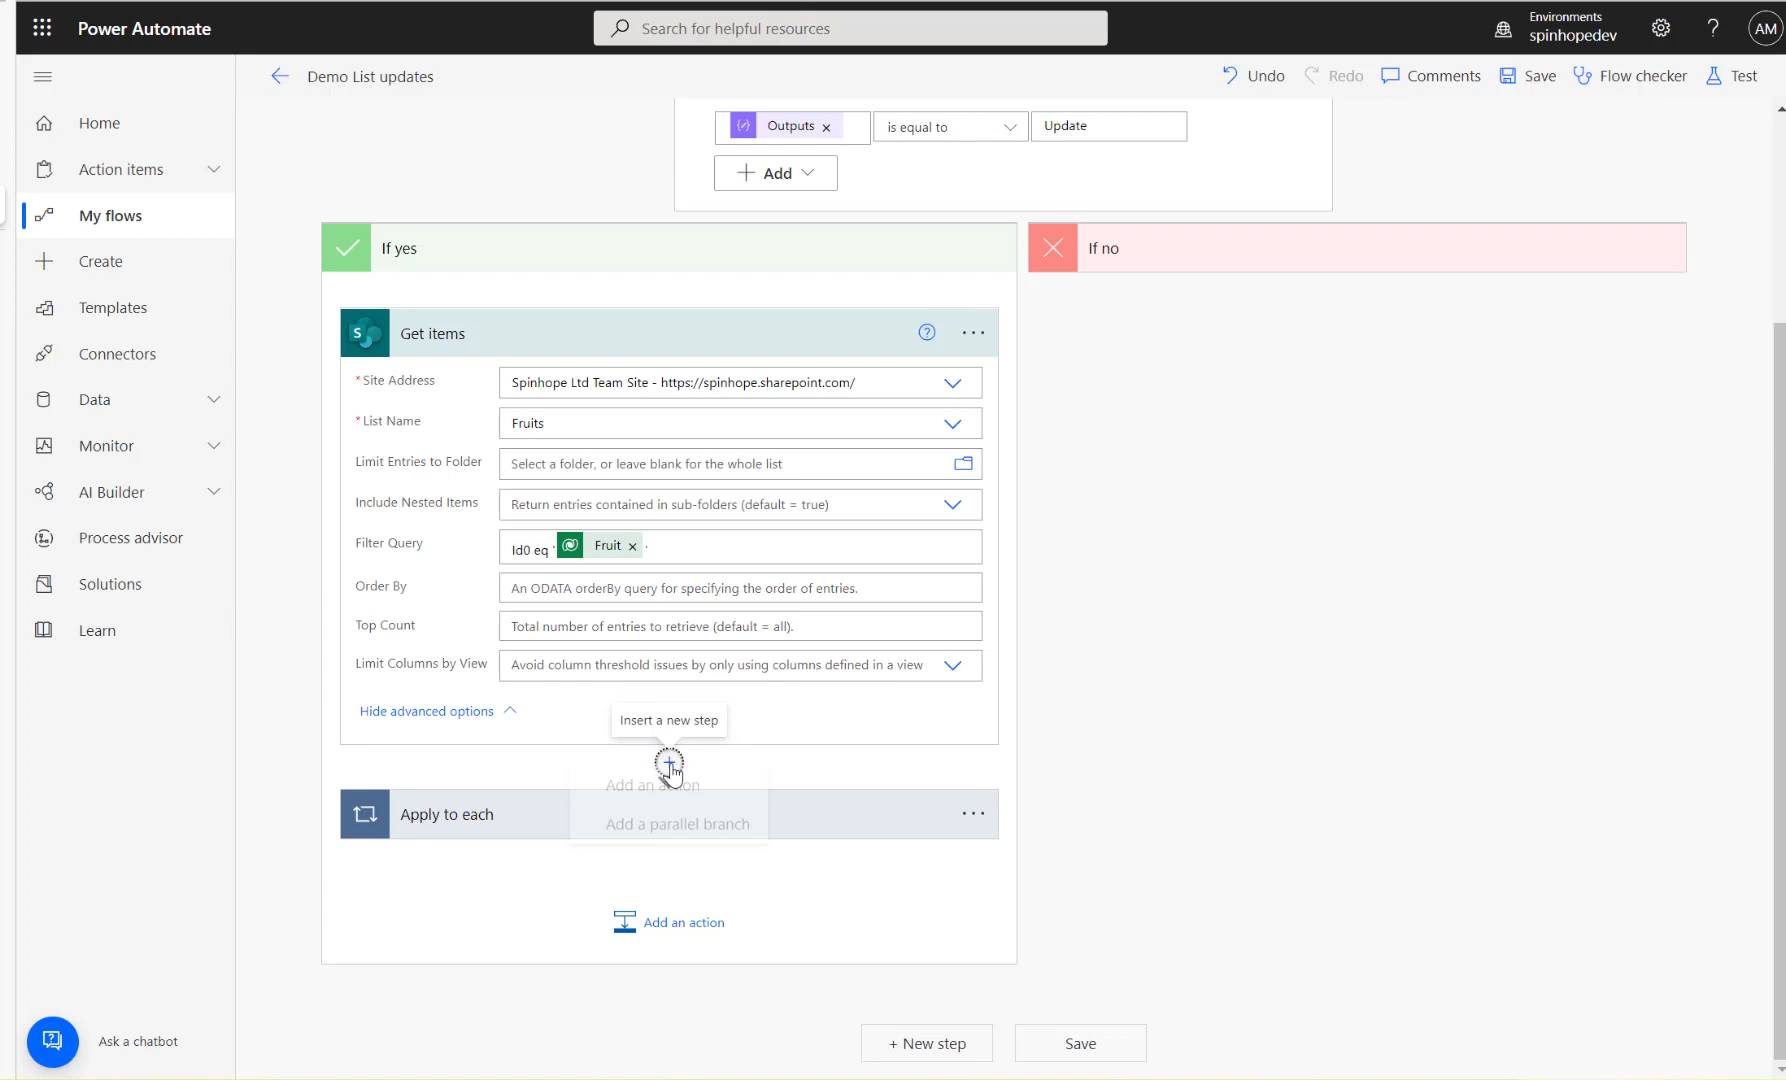 Power Automate
Search for helpful resources
Environments
spinhopedev
?
AM
Demo List updates
Undo
Redo
Comments
Save
Flow checker
Test
Home
Action items
My flows
Create
Templates
Connectors
Data
Monitor
AI Builder
Process advisor
Solutions
Learn
Ask a chatbot
Outputs ×
is equal to
Update
+ Add
If yes
If no
S
Get items
?
...
* Site Address
Spinhope Ltd Team Site - https://spinhope.sharepoint.com/
* List Name
Fruits
Limit Entries to Folder
Select a folder, or leave blank for the whole list
Include Nested Items
Return entries contained in sub-folders (default = true)
Filter Query
Id0 eq ' Fruit × '
Order By
An ODATA orderBy query for specifying the order of entries.
Top Count
Total number of entries to retrieve (default = all).
Limit Columns by View
Avoid column threshold issues by only using columns defined in a view
Hide advanced options
Insert a new step
Add an action
Apply to each
...
Add a parallel branch
Add an action
+ New step
Save